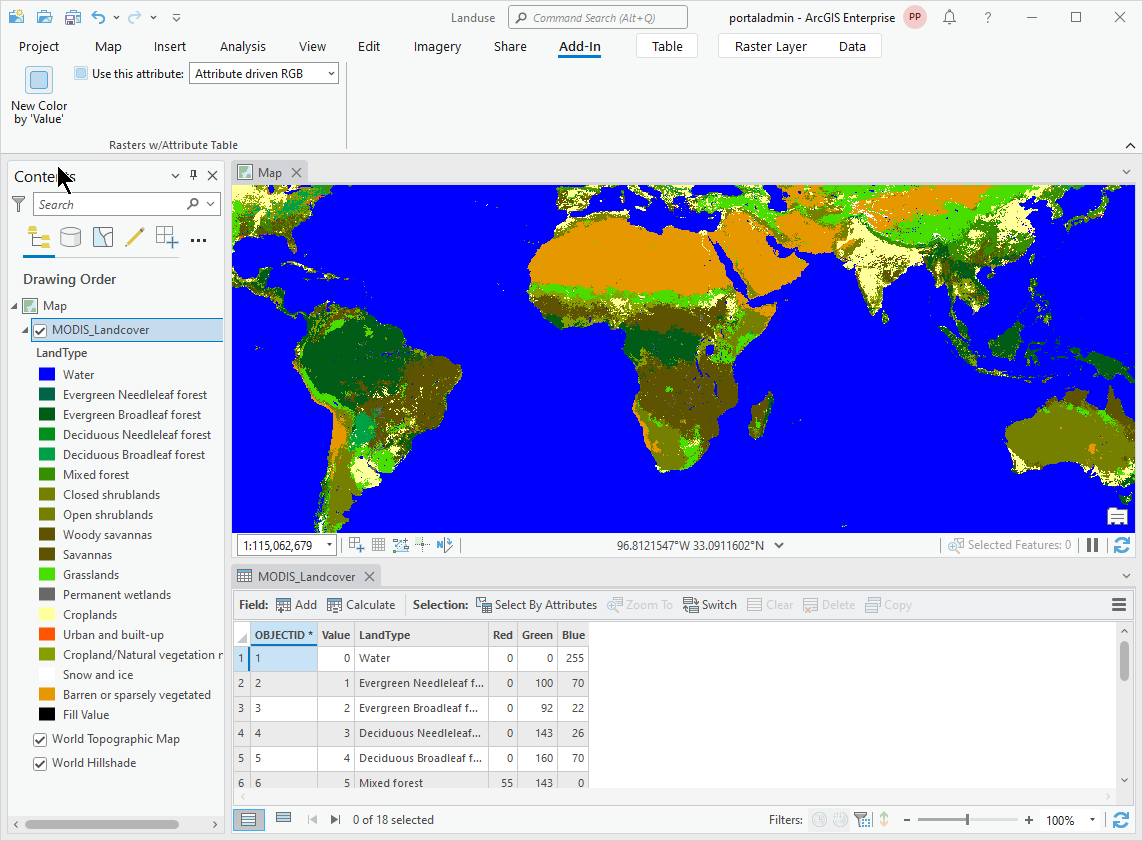 Landuse
Command Search (Alt+Q)
portaladmin - ArcGIS Enterprise
PP
?
Project Map Insert Analysis View Edit Imagery Share Add-In Table Raster Layer Data
New Color
by 'Value'
Use this attribute: Attribute driven RGB
Rasters w/Attribute Table
Search
Drawing Order
Map
MODIS_Landcover
LandType
Water
Evergreen Needleleaf forest
Evergreen Broadleaf forest
Deciduous Needleleaf forest
Deciduous Broadleaf forest
Mixed forest
Closed shrublands
Open shrublands
Woody savannas
Savannas
Grasslands
Permanent wetlands
Croplands
Urban and built-up
Cropland/Natural vegetation
Snow and ice
Barren or sparsely vegetated
Fill Value
World Topographic Map
World Hillshade
Map
1:115,062,679
96.8121547°W 33.0911602°N
Selected Features: 0
MODIS_Landcover
Field: Add Calculate Selection: Select By Attributes Zoom To Switch Clear Delete Copy
OBJECTID * Value LandType Red Green Blue
1 1 0 Water 0 0 255
2 2 1 Evergreen Needleleaf f... 0 100 70
3 3 2 Evergreen Broadleaf f... 0 92 22
4 4 3 Deciduous Needleleaf... 0 143 26
5 5 4 Deciduous Broadleaf f... 0 160 70
6 6 5 Mixed forest 55 143 0
0 of 18 selected
Filters:
100%